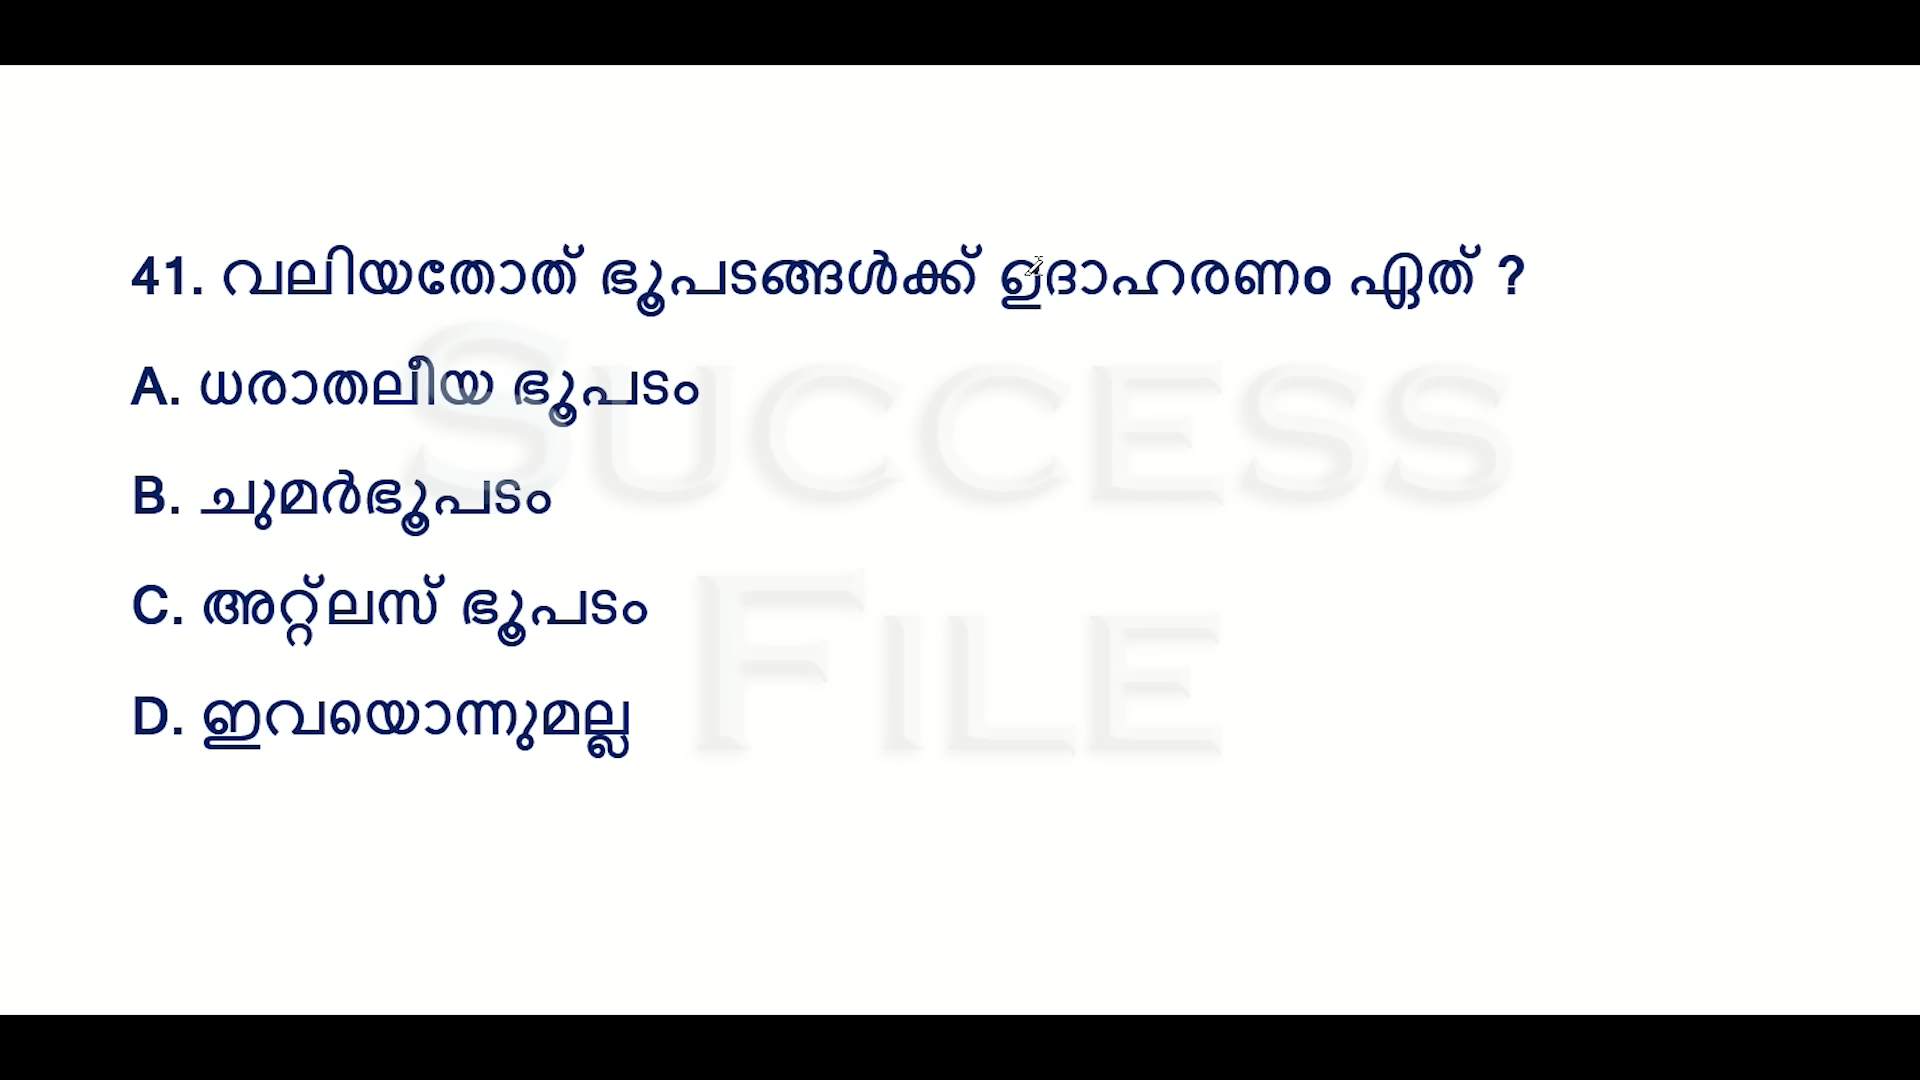 41. വലിയതോത് ഭൂപടങ്ങൾക്ക് ഉദാഹരണം ഏത് ?
A. ധരാതലീയ ഭൂപടം
B. ചുമർഭൂപടം
C. അറ്റ്ലസ് ഭൂപടം
D. ഇവയൊന്നുമല്ല
SUCCESS
FILE